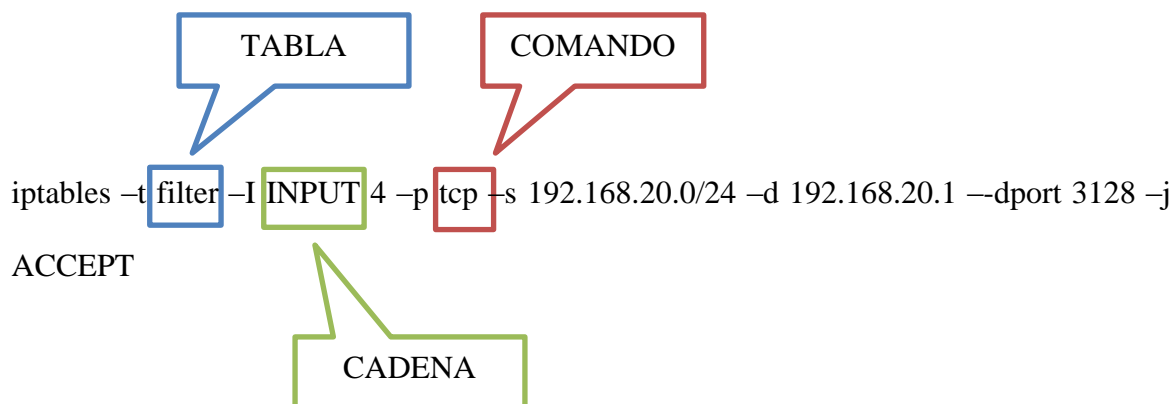 TABLA
COMANDO
iptables –t filter –I INPUT 4 –p tcp –s 192.168.20.0/24 –d 192.168.20.1 –-dport 3128 –j
ACCEPT
CADENA